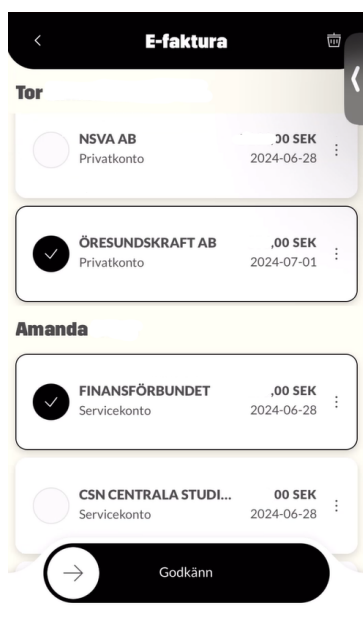 E-faktura
Tor
NSVA AB
00 SEK
Privatkonto
2024-06-28
ÖRESUNDSKRAFT AB
,00 SEK
Privatkonto
2024-07-01
Amanda
FINANSFÖRBUNDET
,00 SEK
Servicekonto
2024-06-28
CSN CENTRALA STUDI...
00 SEK
Servicekonto
2024-06-28
Godkänn